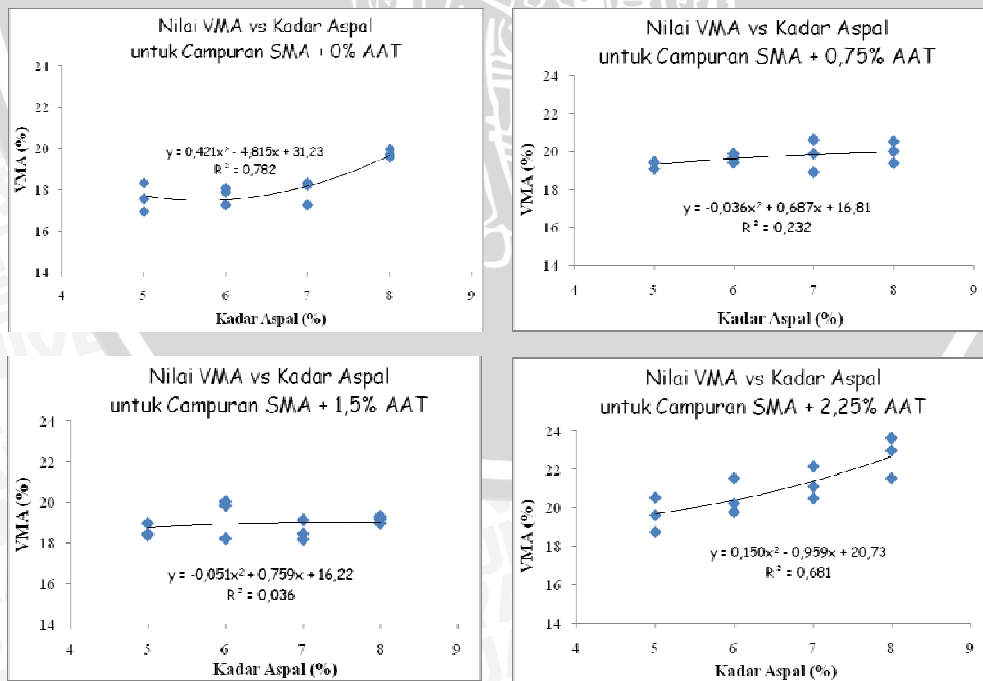 Nilai VMA vs Kadar Aspal
untuk Campuran SMA + 0% AAT
24
22
20
18
16
14
VMA (%)
y = 0,421x² - 4,815x + 31,23
R² = 0,782
4 5 6 7 8 9
Kadar Aspal (%)
Nilai VMA vs Kadar Aspal
untuk Campuran SMA + 0,75% AAT
24
22
20
18
16
14
VMA (%)
y = -0,036x² + 0,687x + 16,81
R² = 0,232
4 5 6 7 8 9
Kadar Aspal (%)
Nilai VMA vs Kadar Aspal
untuk Campuran SMA + 1,5% AAT
24
22
20
18
16
14
VMA (%)
y = -0,051x² + 0,759x + 16,22
R² = 0,036
4 5 6 7 8 9
Kadar Aspal (%)
Nilai VMA vs Kadar Aspal
untuk Campuran SMA + 2,25% AAT
24
22
20
18
16
14
VMA (%)
y = 0,150x² - 0,959x + 20,73
R² = 0,681
4 5 6 7 8 9
Kadar Aspal (%)